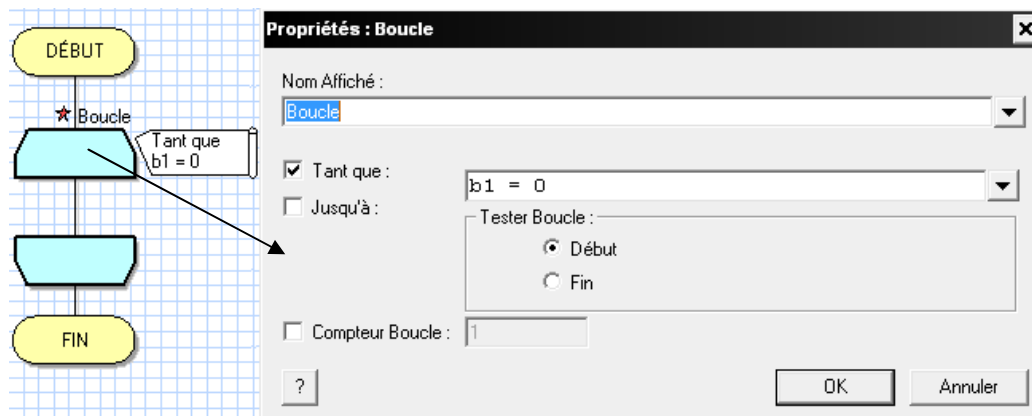 DÉBUT
Boucle
Tant que
b1 = 0
FIN
Propriétés : Boucle
Nom Affiché :
Boucle
Tant que :
b1 = 0
Jusqu'à :
Tester Boucle :
Début
Fin
Compteur Boucle :
1
?
OK
Annuler